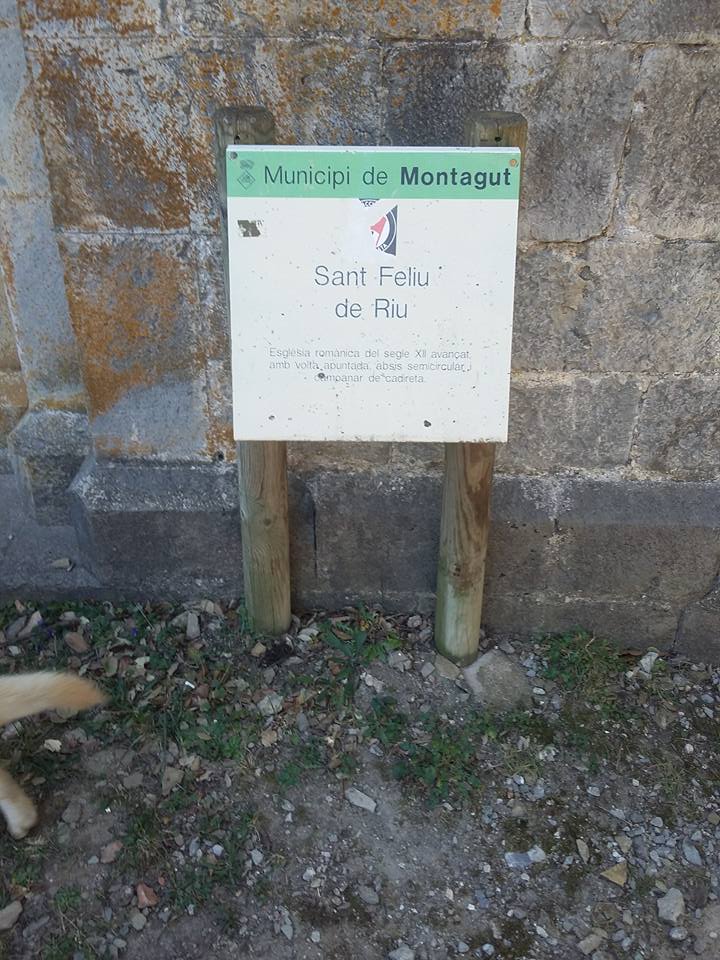 Municipi de Montagut
Sant Feliu
de Riu
Església romànica del segle XII avançat,
amb volta apuntada, absis semicircular i
campanar de cadireta.